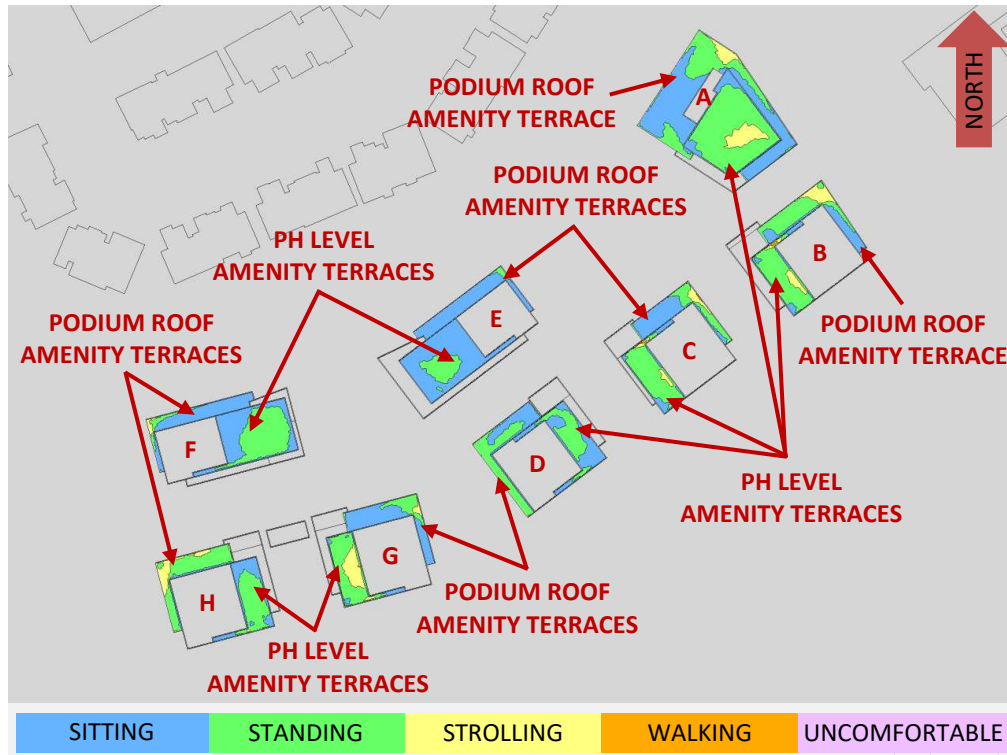 PODIUM ROOF
AMENITY TERRACE
A
NORTH
PODIUM ROOF
AMENITY TERRACES
PH LEVEL
AMENITY TERRACES
B
E
PODIUM ROOF
AMENITY TERRACES
PODIUM ROOF
AMENITY TERRACE
C
F
D
PH LEVEL
AMENITY TERRACES
G
H
PODIUM ROOF
AMENITY TERRACES
PH LEVEL
AMENITY TERRACES
SITTING
STANDING
STROLLING
WALKING
UNCOMFORTABLE